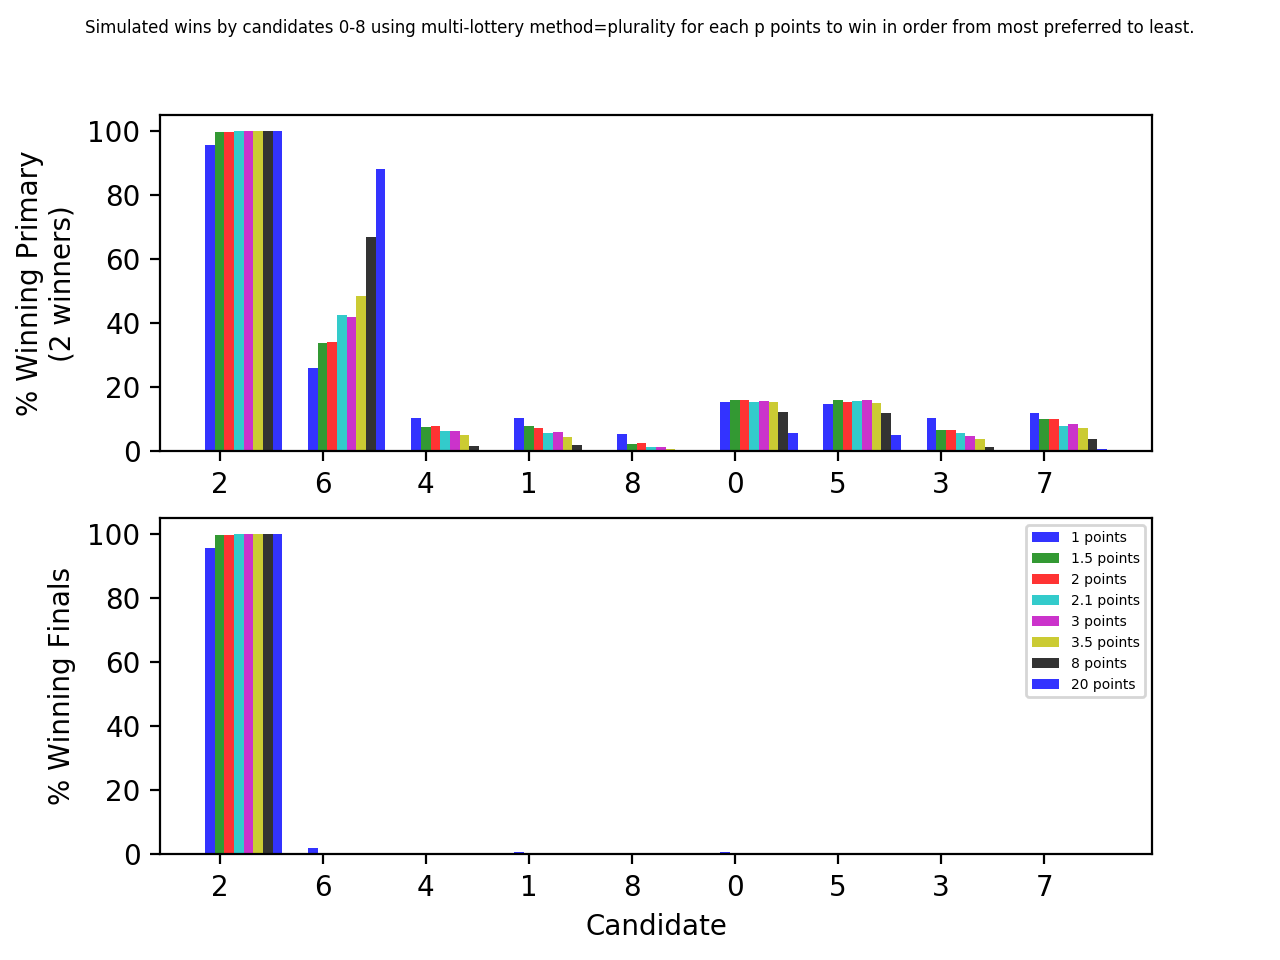 Simulated wins by candidates 0-8 using multi-lottery method=plurality for each p points to win in order from most preferred to least.
% Winning Primary
(2 winners)
100
80
60
40
20
0
2 6 4 1 8 0 5 3 7
% Winning Finals
100
80
60
40
20
0
1 points
1.5 points
2 points
2.1 points
3 points
3.5 points
8 points
20 points
2 6 4 1 8 0 5 3 7
Candidate